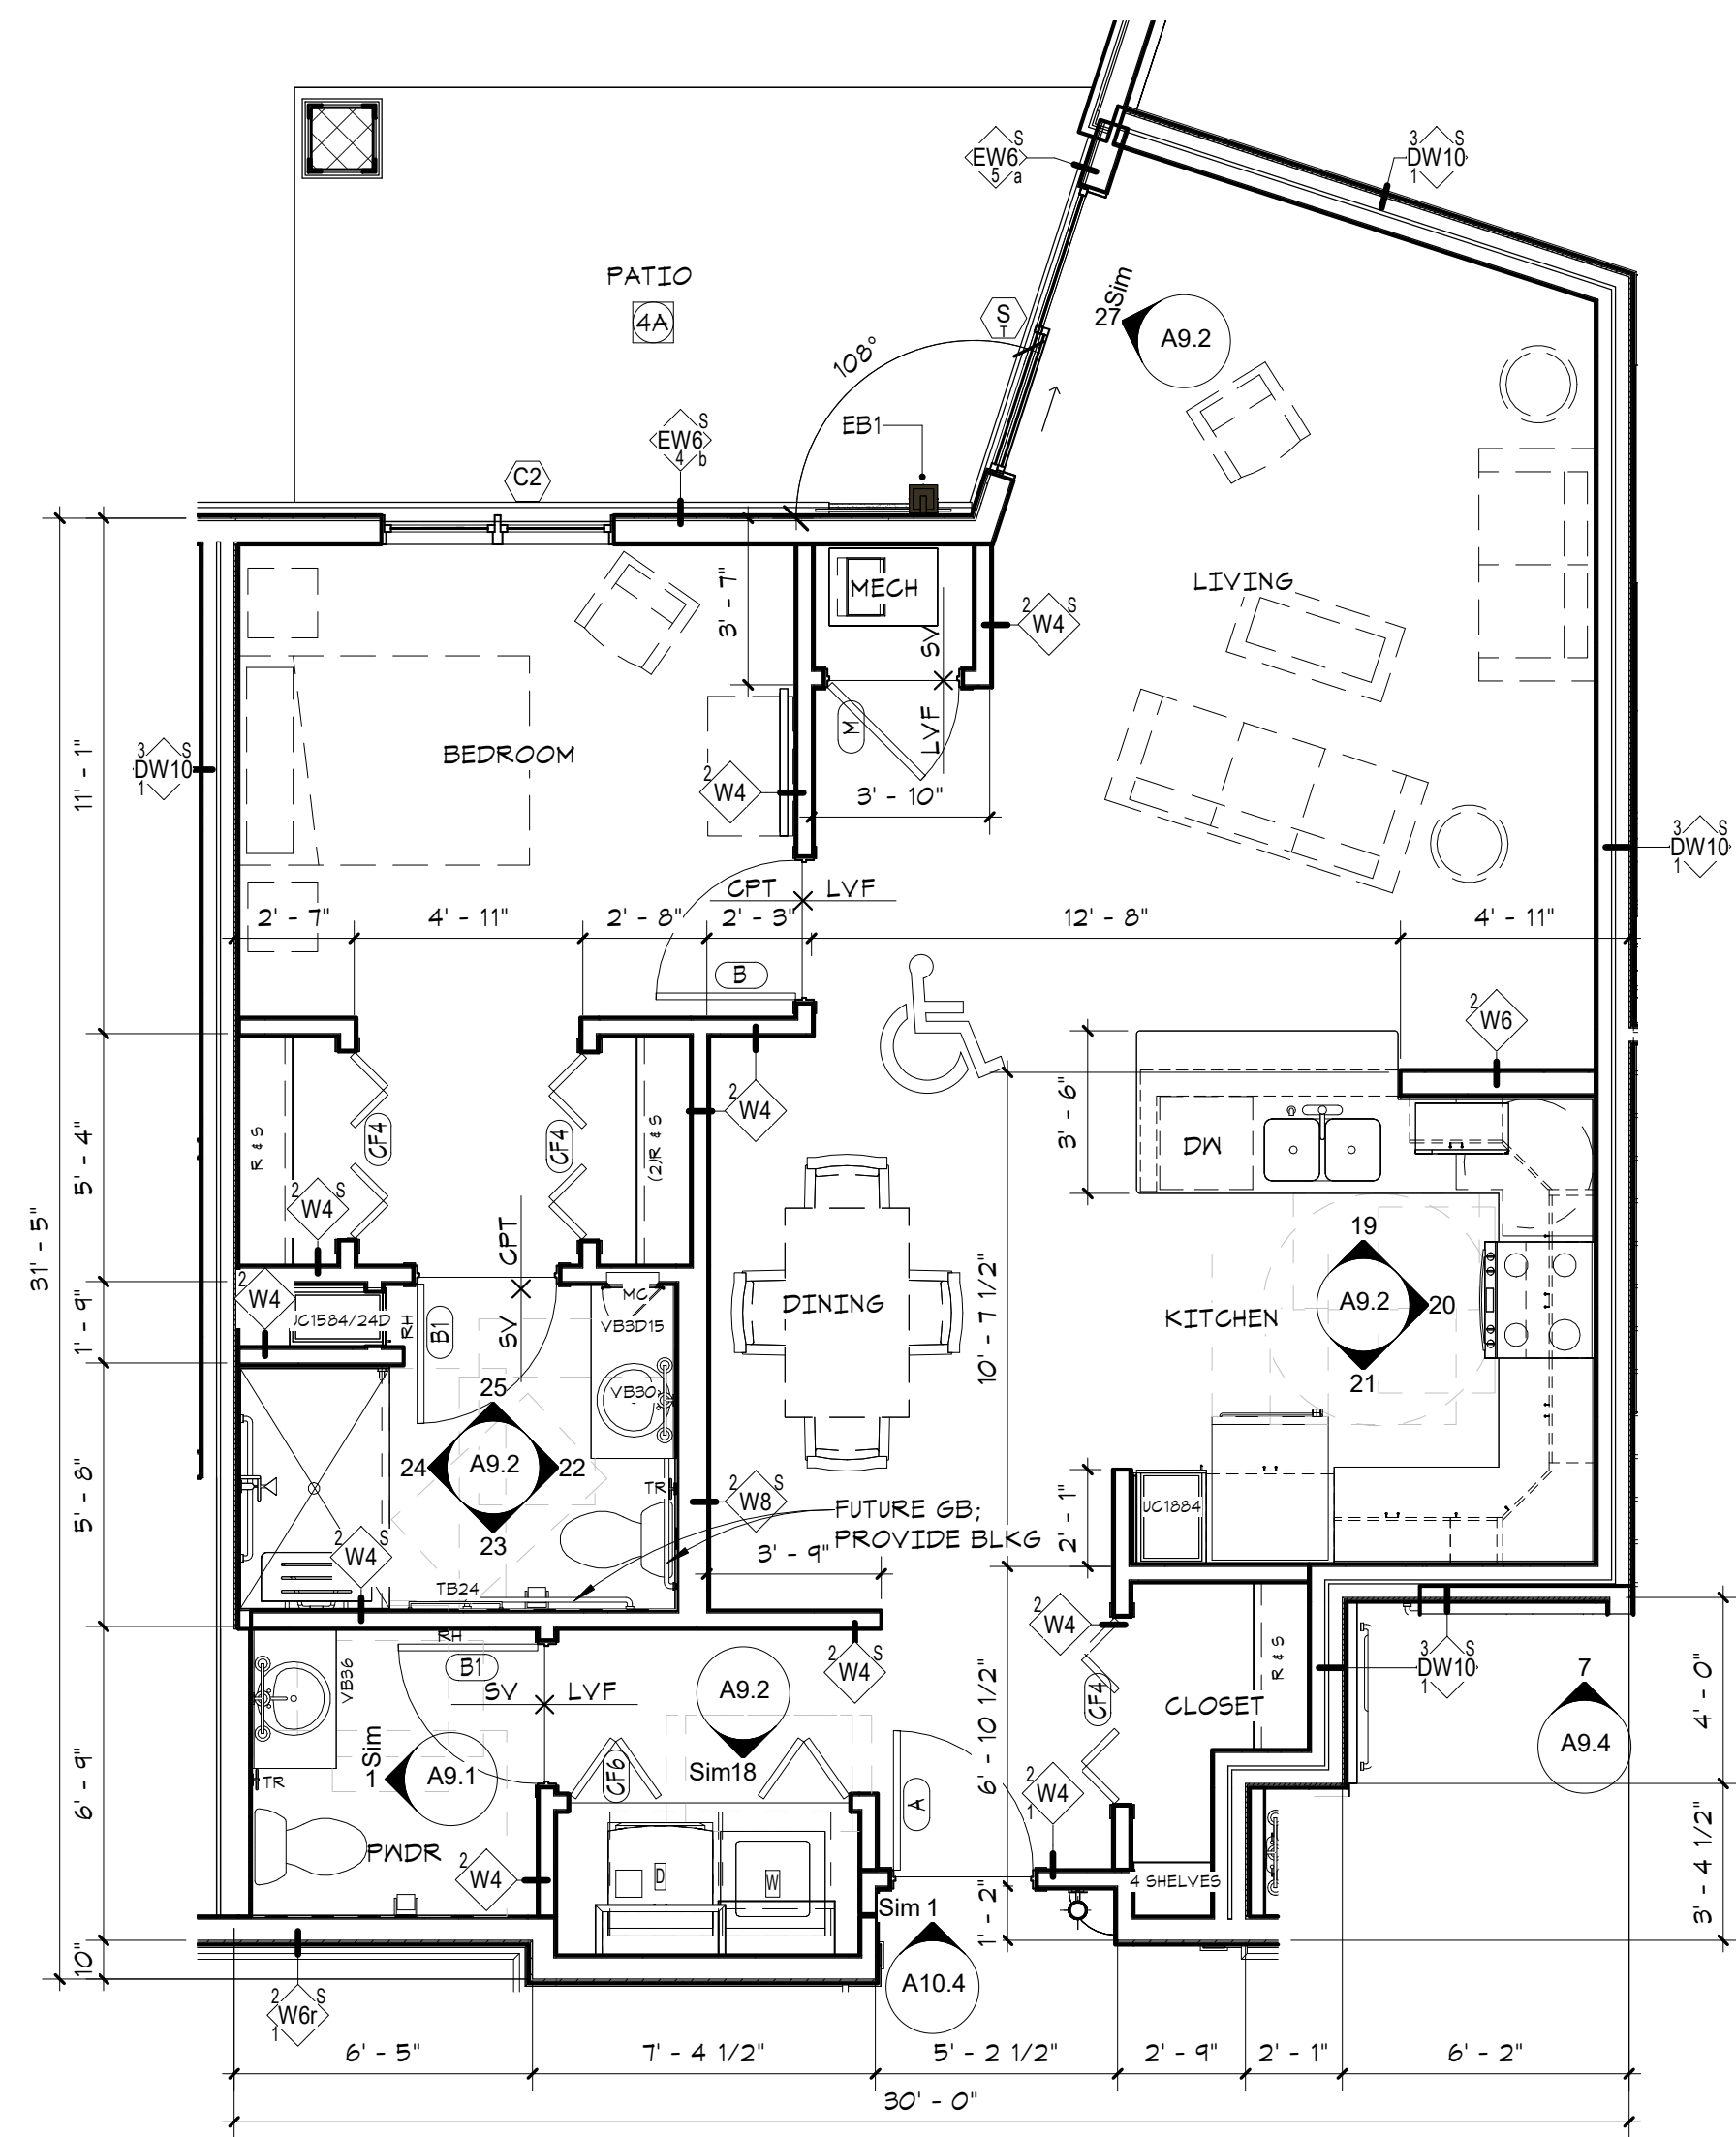 S
EW6
5 a
3 S
DW10
1
PATIO
4A
27 Sim
A9.2
S
T
108°
EB1
S
EW6
4 b
C2
3' - 7"
MECH
SV
LVF
M
3' - 10"
2 S
W4
LIVING
11' - 1"
3 S
DW10
1
BEDROOM
2
W4
3 S
DW10
1
CPT LVF
2' - 7"
4' - 11"
2' - 8"
2' - 3"
12' - 8"
4' - 11"
B
2
W6
2
W4
3' - 6"
R & S
CF4
CF4
(2)R & S
DW
5' - 4"
2 S
W4
CPT
SV
31' - 5"
19
A9.2
20
21
KITCHEN
DINING
10' - 7 1/2"
2
W4
UC1584/24D
RH
B1
MC
VB3D15
VB30
1' - 9"
25
24
A9.2
22
23
TR
5' - 8"
2 S
W4
2 S
W8
FUTURE GB;
PROVIDE BLKG
3' - 9"
2' - 1"
UC1884
TB24
RH
B1
VB36
SV LVF
2 S
W4
2
W4
CF4
R & S
CLOSET
3 S
DW10
1
7
A9.4
4' - 0"
A9.2
Sim18
1 Sim
A9.1
TR
CF6
A
6' - 10 1/2"
2
W4
1
6' - 9"
PWDR
2
W4
D
W
4 SHELVES
3' - 4 1/2"
Sim 1
A10.4
1' - 2"
10"
2 S
W6r
1
6' - 5"
7' - 4 1/2"
5' - 2 1/2"
2' - 9"
2' - 1"
6' - 2"
30' - 0"